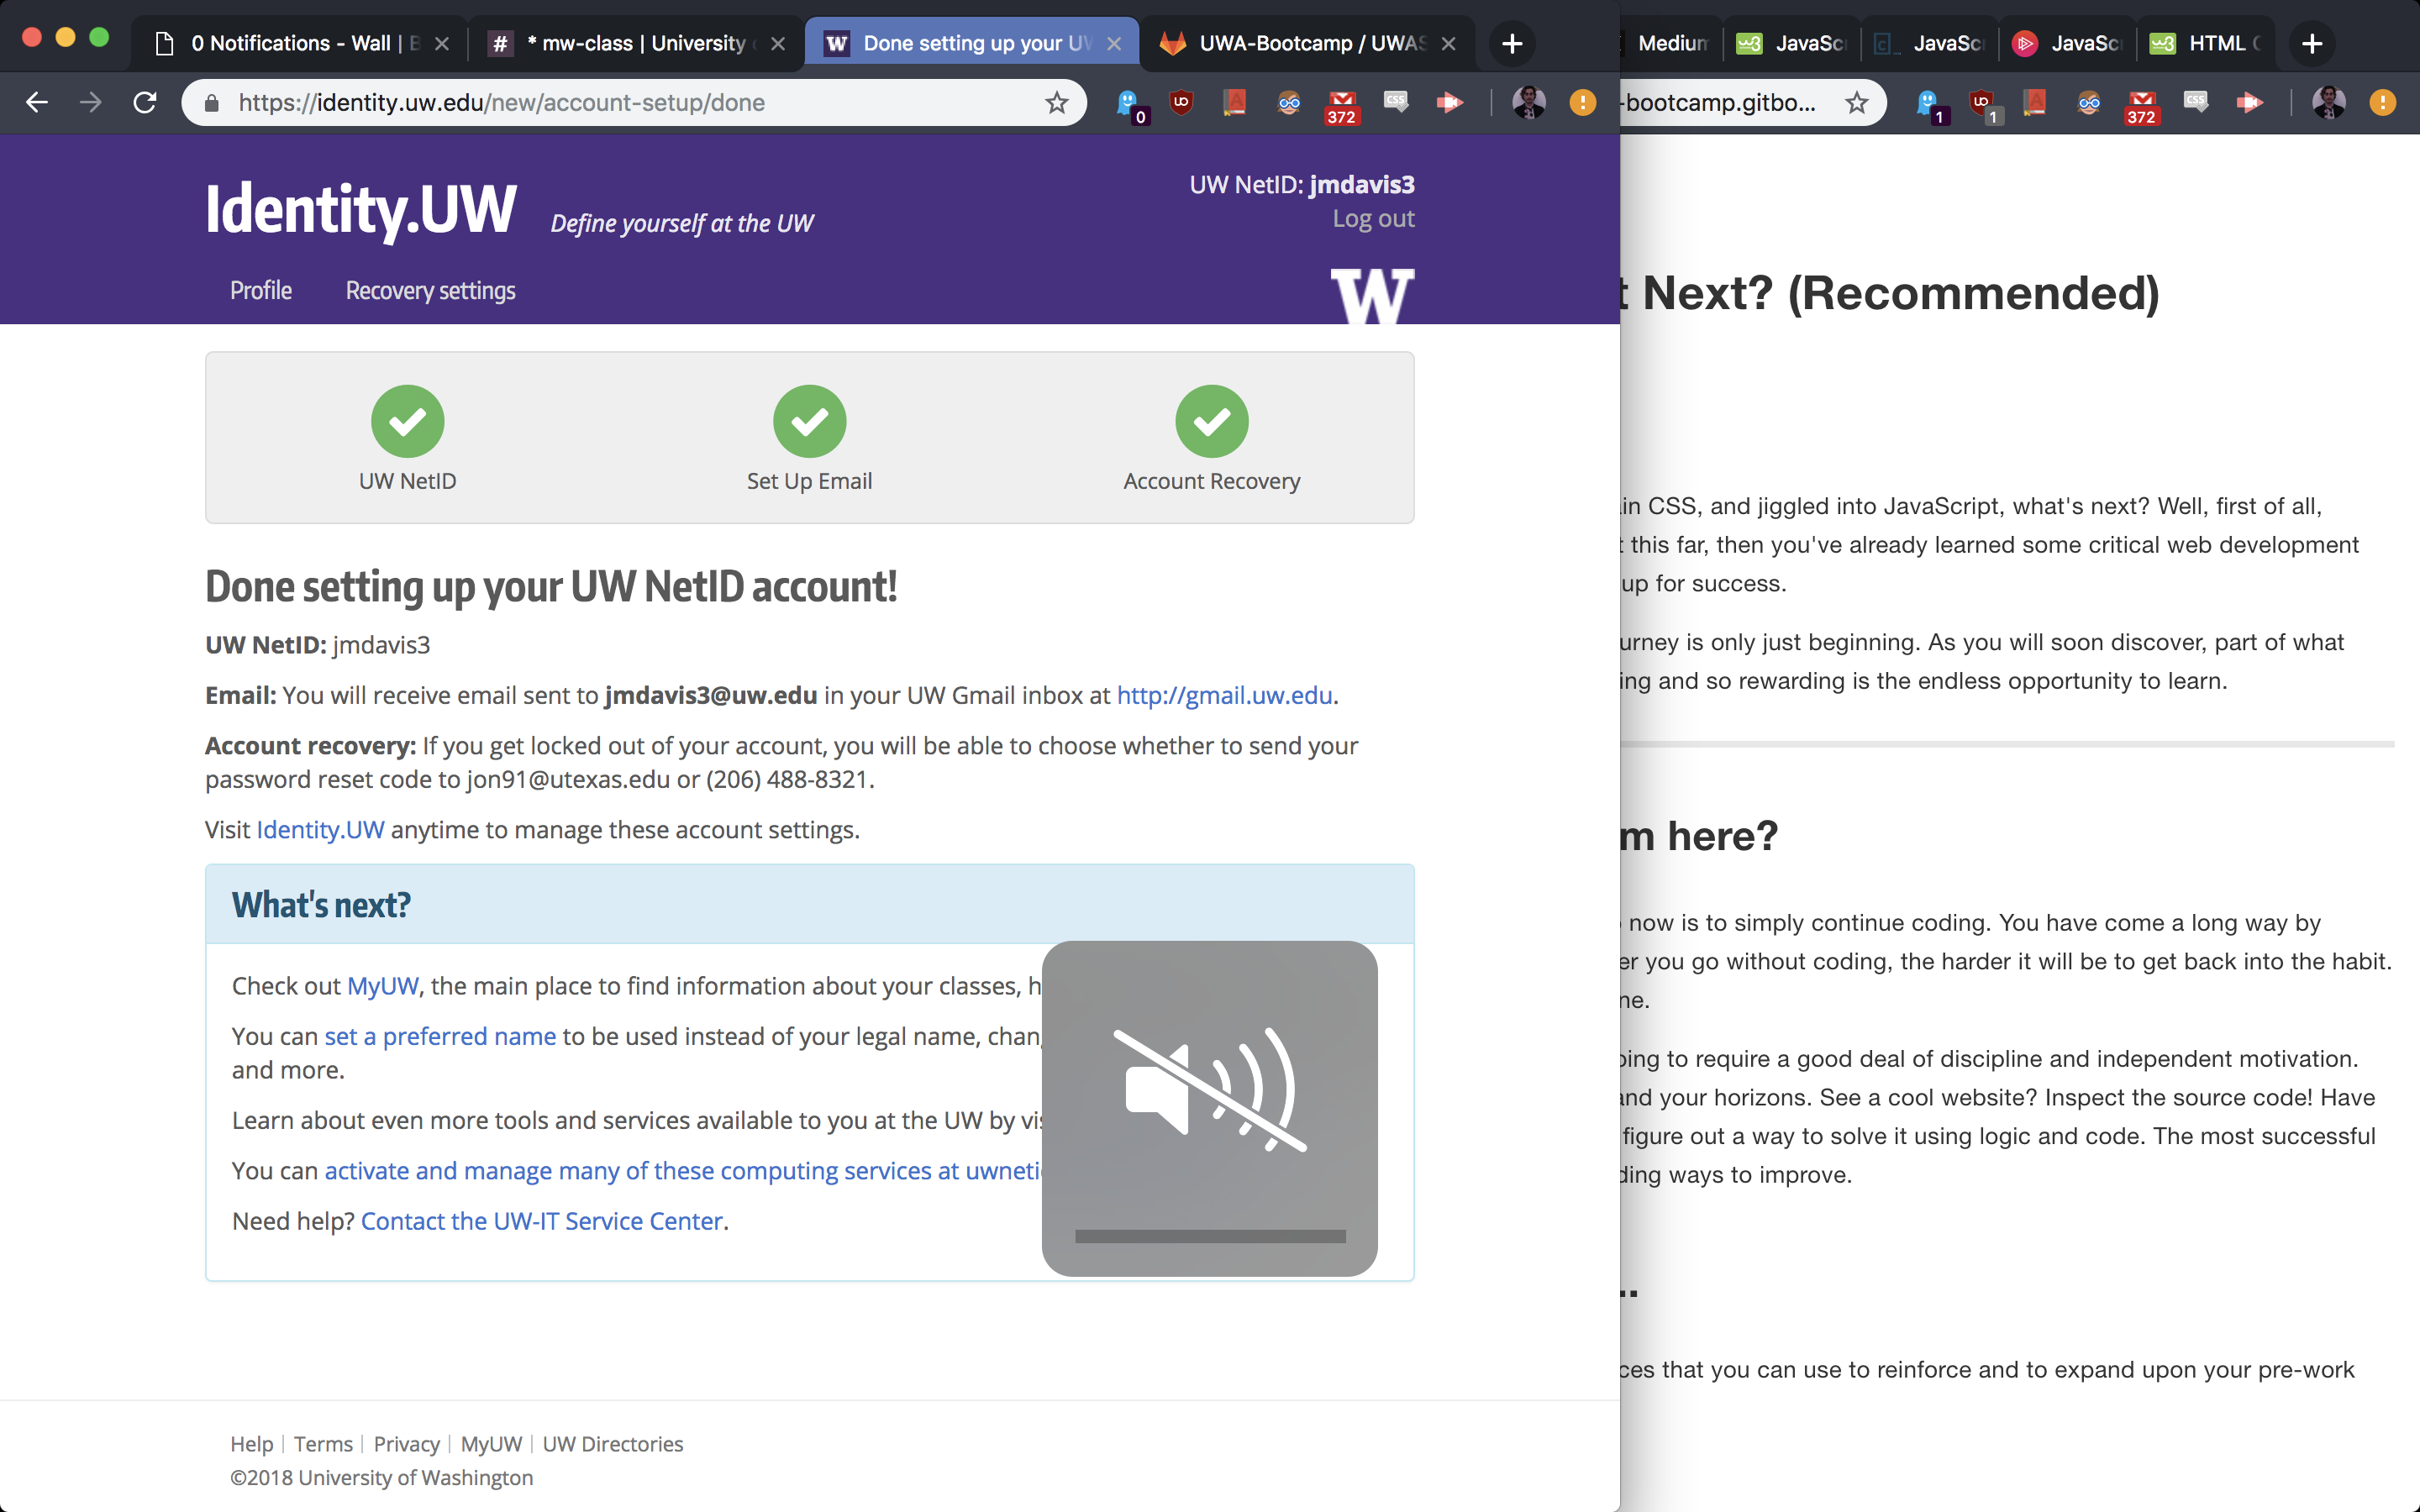 0 Notifications - Wall | B
# * mw-class | University
W Done setting up your UW
UWA-Bootcamp / UWAS
Medium
w3 JavaSc
JavaSc
JavaSc
w3 HTML
https://identity.uw.edu/new/account-setup/done
0
372
CSS
-bootcamp.gitbo...
1
1
372
CSS
Identity.UW
Define yourself at the UW
UW NetID: jmdavis3
Log out
Profile
Recovery settings
W
UW NetID
Set Up Email
Account Recovery
Done setting up your UW NetID account!
UW NetID: jmdavis3
Email: You will receive email sent to jmdavis3@uw.edu in your UW Gmail inbox at http://gmail.uw.edu.
Account recovery: If you get locked out of your account, you will be able to choose whether to send your
password reset code to jon91@utexas.edu or (206) 488-8321.
Visit Identity.UW anytime to manage these account settings.
What's next?
Check out MyUW, the main place to find information about your classes, h
You can set a preferred name to be used instead of your legal name, chan
and more.
Learn about even more tools and services available to you at the UW by vis
You can activate and manage many of these computing services at uwneti
Need help? Contact the UW-IT Service Center.
Help | Terms | Privacy | MyUW | UW Directories
©2018 University of Washington
t Next? (Recommended)
in CSS, and jiggled into JavaScript, what's next? Well, first of all,
t this far, then you've already learned some critical web development
up for success.
urney is only just beginning. As you will soon discover, part of what
ing and so rewarding is the endless opportunity to learn.
m here?
now is to simply continue coding. You have come a long way by
er you go without coding, the harder it will be to get back into the habit.
ne.
oing to require a good deal of discipline and independent motivation.
and your horizons. See a cool website? Inspect the source code! Have
figure out a way to solve it using logic and code. The most successful
ding ways to improve.
..
ces that you can use to reinforce and to expand upon your pre-work